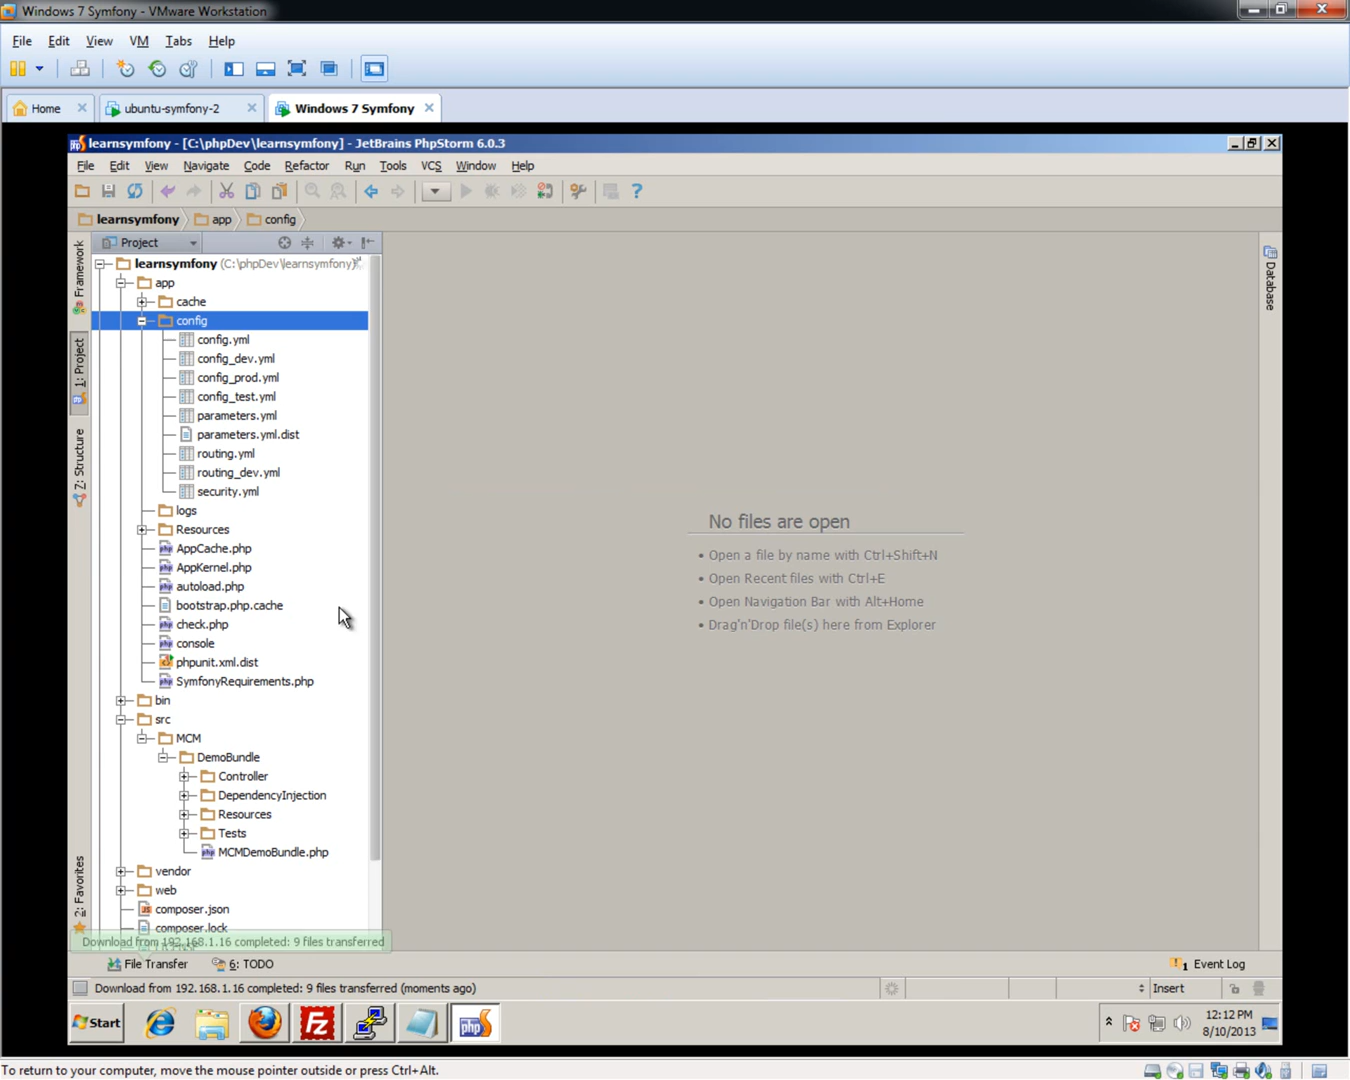 Windows 7 Symfony - VMware Workstation
File Edit View VM Tabs Help
Home ubuntu-symfony-2 Windows 7 Symfony
learnsymfony - [C:\phpDev\learnsymfony] - JetBrains PhpStorm 6.0.3
File Edit View Navigate Code Refactor Run Tools VCS Window Help
learnsymfony app config
Project
Framework
1: Project
Z: Structure
2: Favorites
Database
learnsymfony (C:\phpDev\learnsymfony)
app
cache
config
config.yml
config_dev.yml
config_prod.yml
config_test.yml
parameters.yml
parameters.yml.dist
routing.yml
routing_dev.yml
security.yml
logs
Resources
AppCache.php
AppKernel.php
autoload.php
bootstrap.php.cache
check.php
console
phpunit.xml.dist
SymfonyRequirements.php
bin
src
MCM
DemoBundle
Controller
DependencyInjection
Resources
Tests
MCMDemoBundle.php
vendor
web
composer.json
composer.lock
No files are open
• Open a file by name with Ctrl+Shift+N
• Open Recent files with Ctrl+E
• Open Navigation Bar with Alt+Home
• Drag'n'Drop file(s) here from Explorer
Download from 192.168.1.16 completed: 9 files transferred
File Transfer 6: TODO 1 Event Log
Download from 192.168.1.16 completed: 9 files transferred (moments ago) Insert
Start
12:12 PM
8/10/2013
To return to your computer, move the mouse pointer outside or press Ctrl+Alt.